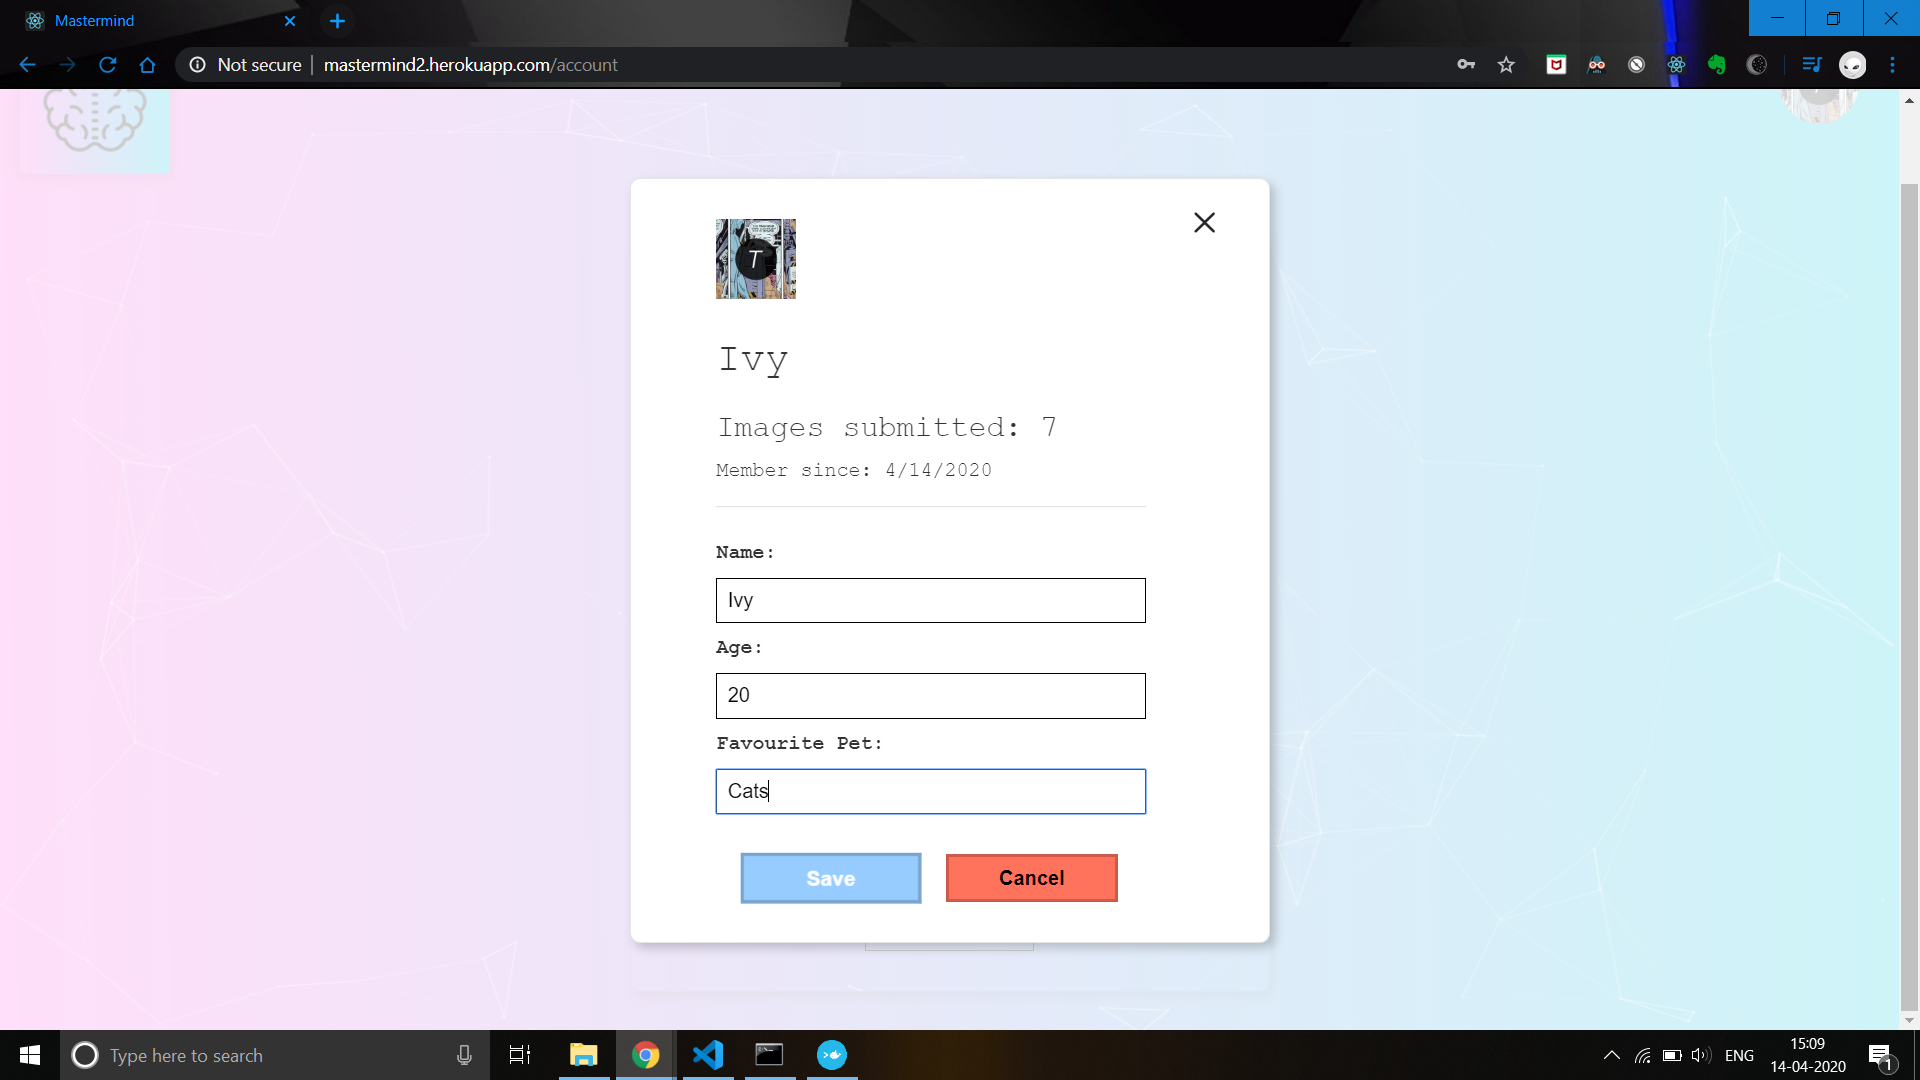 Mastermind
Not secure
mastermind2.herokuapp.com/account
T
Ivy
Images submitted: 7
Member since: 4/14/2020
Name:
Ivy
Age:
20
Favourite Pet:
Cats
Save
Cancel
Type here to search
ENG
15:09
14-04-2020
1